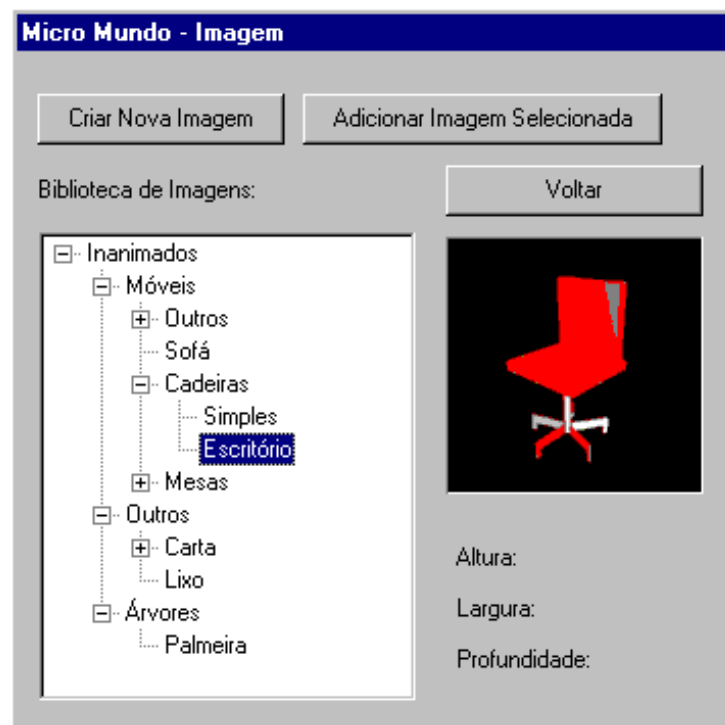 Micro Mundo - Imagem
Criar Nova Imagem
Adicionar Imagem Selecionada
Biblioteca de Imagens:
Voltar
Inanimados
Móveis
Outros
Sofá
Cadeiras
Simples
Escritório
Mesas
Outros
Carta
Lixo
Árvores
Palmeira
Altura:
Largura:
Profundidade: